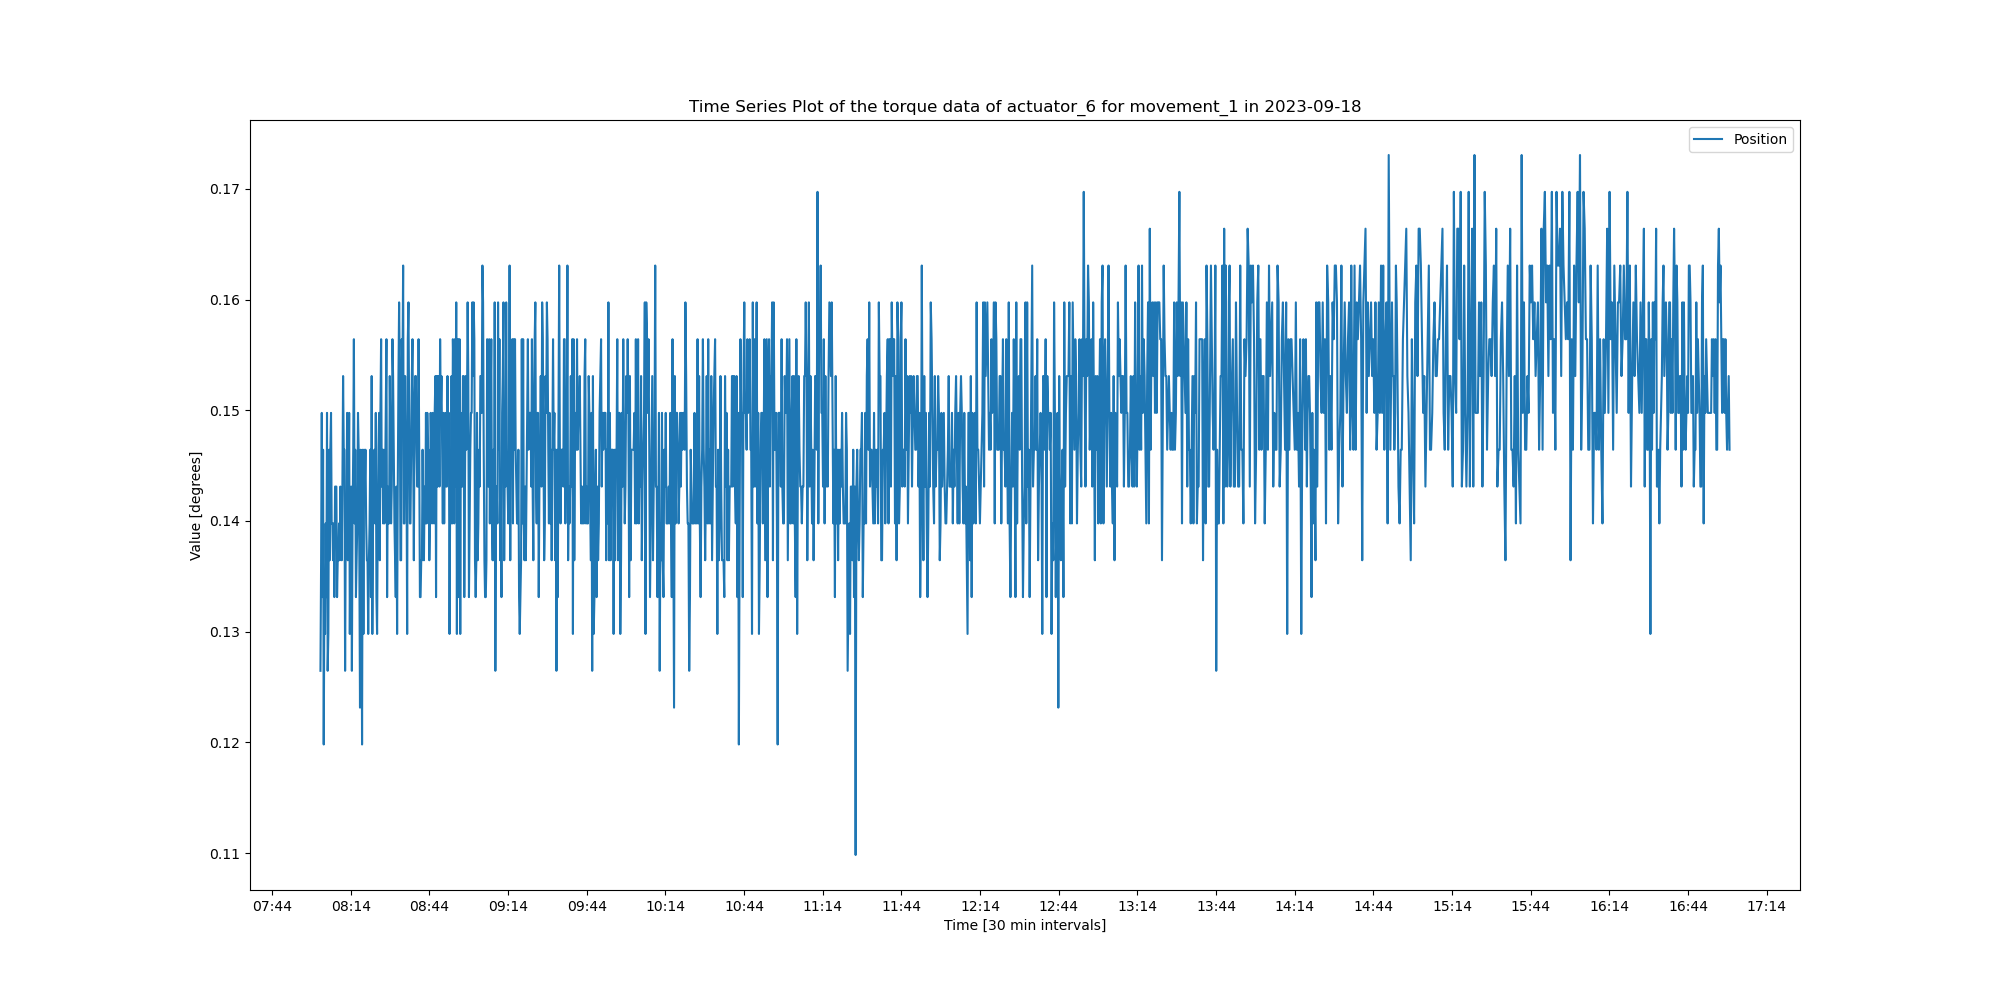 Time Series Plot of the torque data of actuator_6 for movement_1 in 2023-09-18
Position
0.17
0.16
0.15
0.14
0.13
0.12
0.11
Value [degrees]
07:44 08:14 08:44 09:14 09:44 10:14 10:44 11:14 11:44 12:14 12:44 13:14 13:44 14:14 14:44 15:14 15:44 16:14 16:44 17:14
Time [30 min intervals]